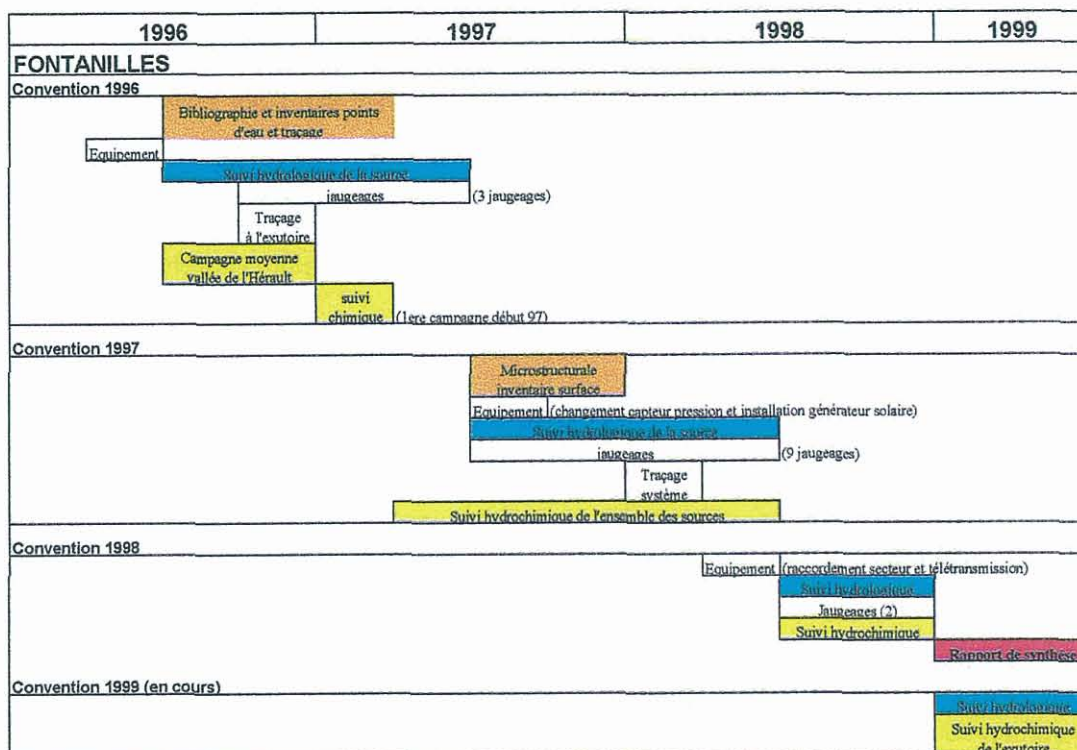 1996 1997 1998 1999
FONTANILLES
Convention 1996
Bibliographie et inventaires points
d'eau et traçage
Equipement
Suivi hydrologique de la source
jaugeages (3 jaugeages)
Traçage
à l'exutoire
Campagne moyenne
vallée de l'Hérault
suivi
chimique (1ere campagne début 97)
Convention 1997
Microstructurale
inventaire surface
Equipement (changement capteur pression et installation générateur solaire)
Suivi hydrologique de la source
jaugeages (9 jaugeages)
Traçage
système
Suivi hydrochimique de l'ensemble des sources
Convention 1998
Equipement (raccordement secteur et télétransmission)
Suivi hydrologique
Jaugeages (2)
Suivi hydrochimique
Rapport de synthèse
Convention 1999 (en cours)
Suivi hydrologique
Suivi hydrochimique
de l'exutoire